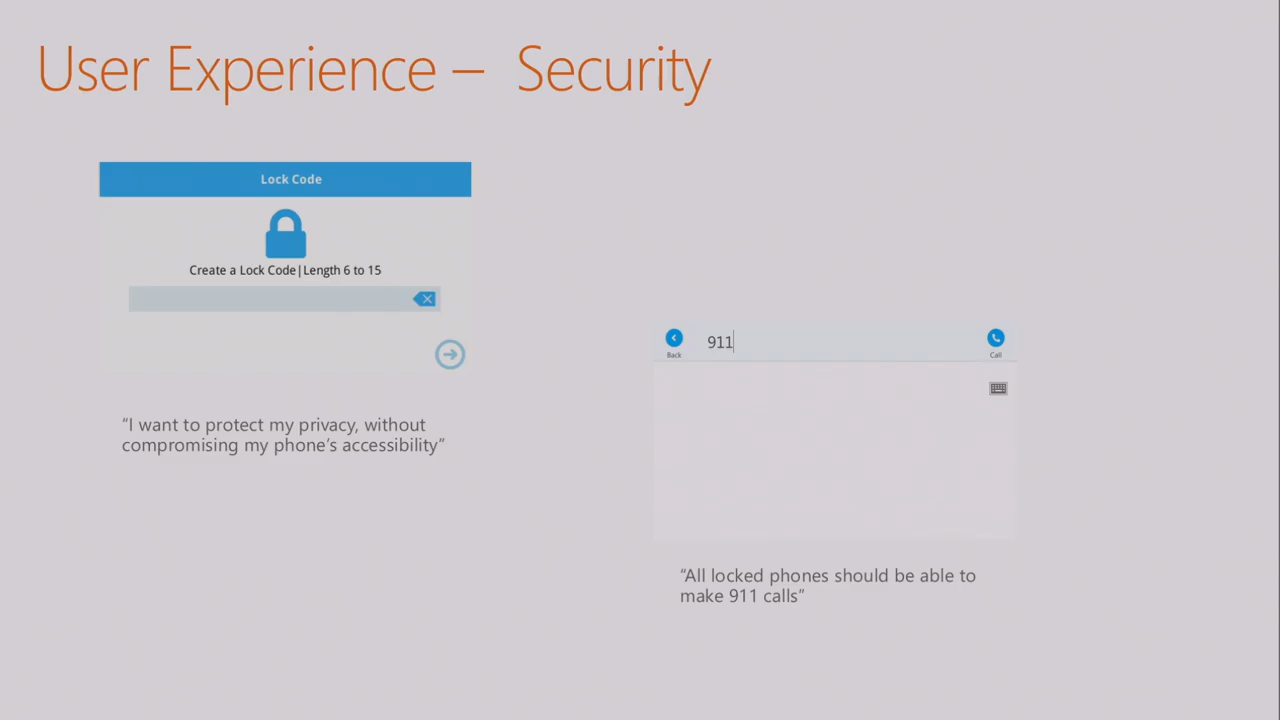 User Experience – Security
Lock Code
Create a Lock Code|Length 6 to 15
“I want to protect my privacy, without
compromising my phone’s accessibility”
911
Back
Call
“All locked phones should be able to
make 911 calls”